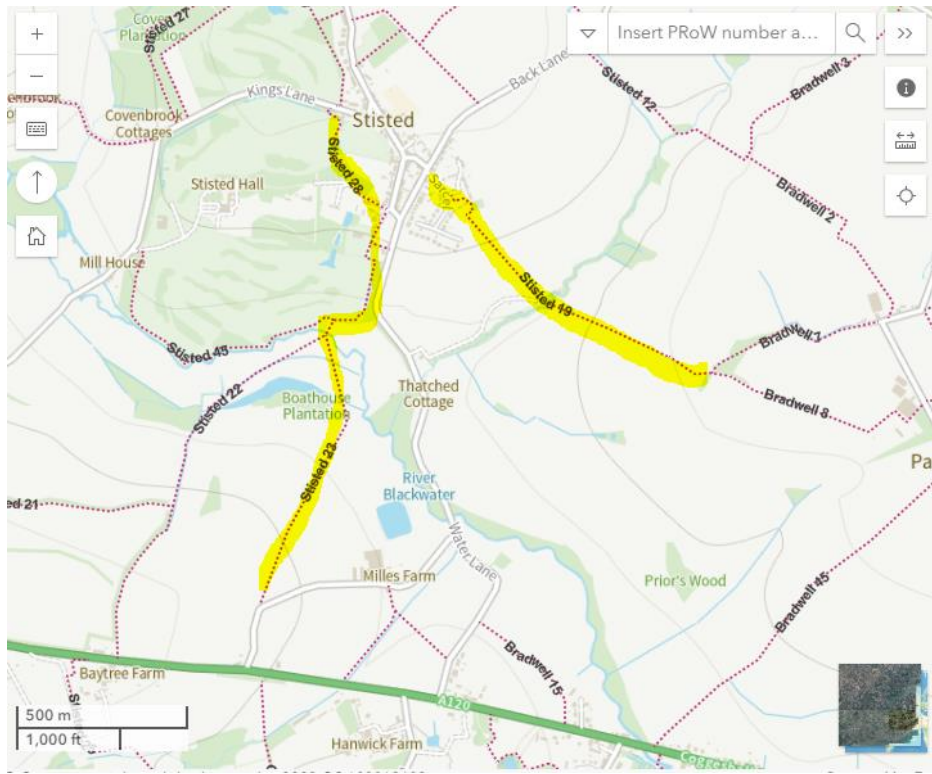 Stisted 27
Insert PRoW number a...
Kings Lane
Back Lane
Stisted 12
Bradwell 3
Covenbrook
Cottages
Stisted
Stisted 28
Stisted Hall
Bradwell 2
Mill House
Stisted 19
Stisted 45
Bradwell 1
Stisted 22
Boathouse
Plantation
Thatched
Cottage
Bradwell 8
Pa
Stisted 23
River
Blackwater
ed 21
Water Lane
Milles Farm
Prior's Wood
Bradwell 45
Bradwell 15
Baytree Farm
A120
500 m
1,000 ft
Hanwick Farm